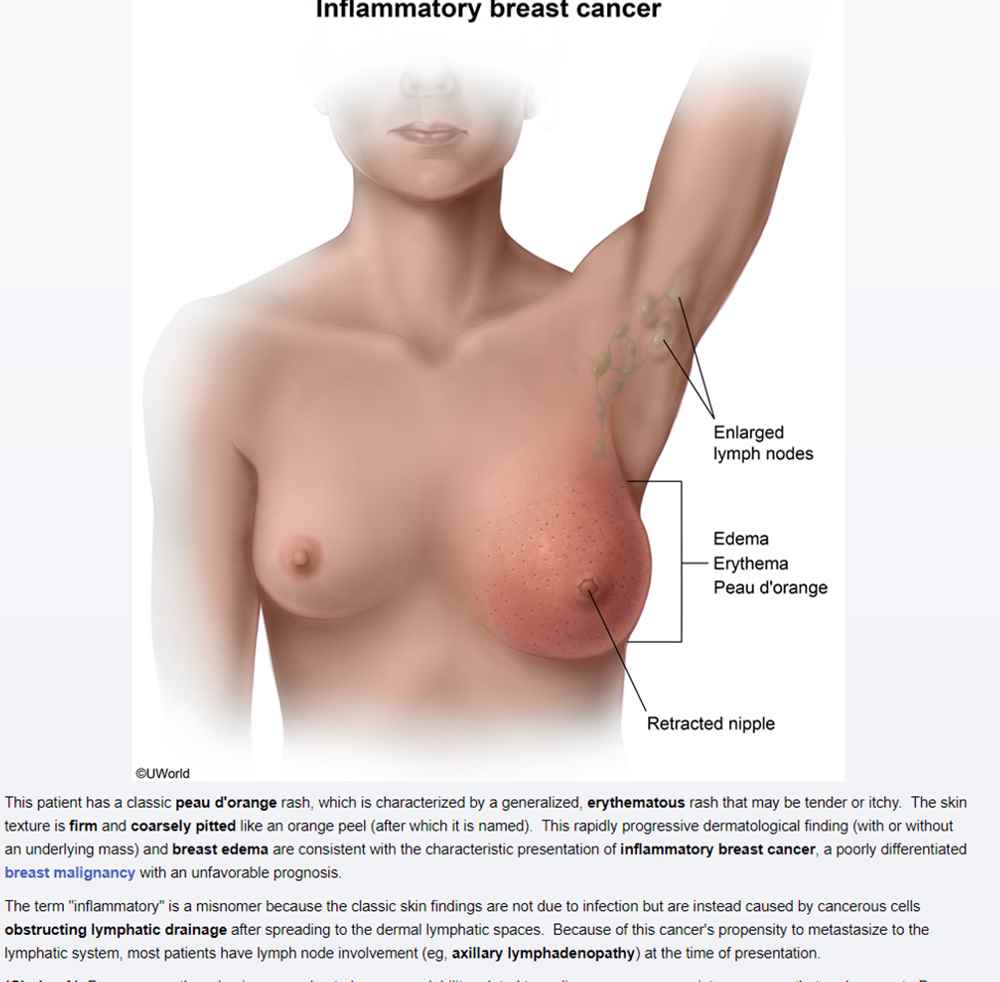 Inflammatory breast cancer
Enlarged
lymph nodes
Edema
Erythema
Peau d'orange
Retracted nipple
©UWorld
This patient has a classic peau d'orange rash, which is characterized by a generalized, erythematous rash that may be tender or itchy.  The skin
texture is firm and coarsely pitted like an orange peel (after which it is named).  This rapidly progressive dermatological finding (with or without
an underlying mass) and breast edema are consistent with the characteristic presentation of inflammatory breast cancer, a poorly differentiated
breast malignancy with an unfavorable prognosis.
The term "inflammatory" is a misnomer because the classic skin findings are not due to infection but are instead caused by cancerous cells
obstructing lymphatic drainage after spreading to the dermal lymphatic spaces.  Because of this cancer's propensity to metastasize to the
lymphatic system, most patients have lymph node involvement (eg, axillary lymphadenopathy) at the time of presentation.